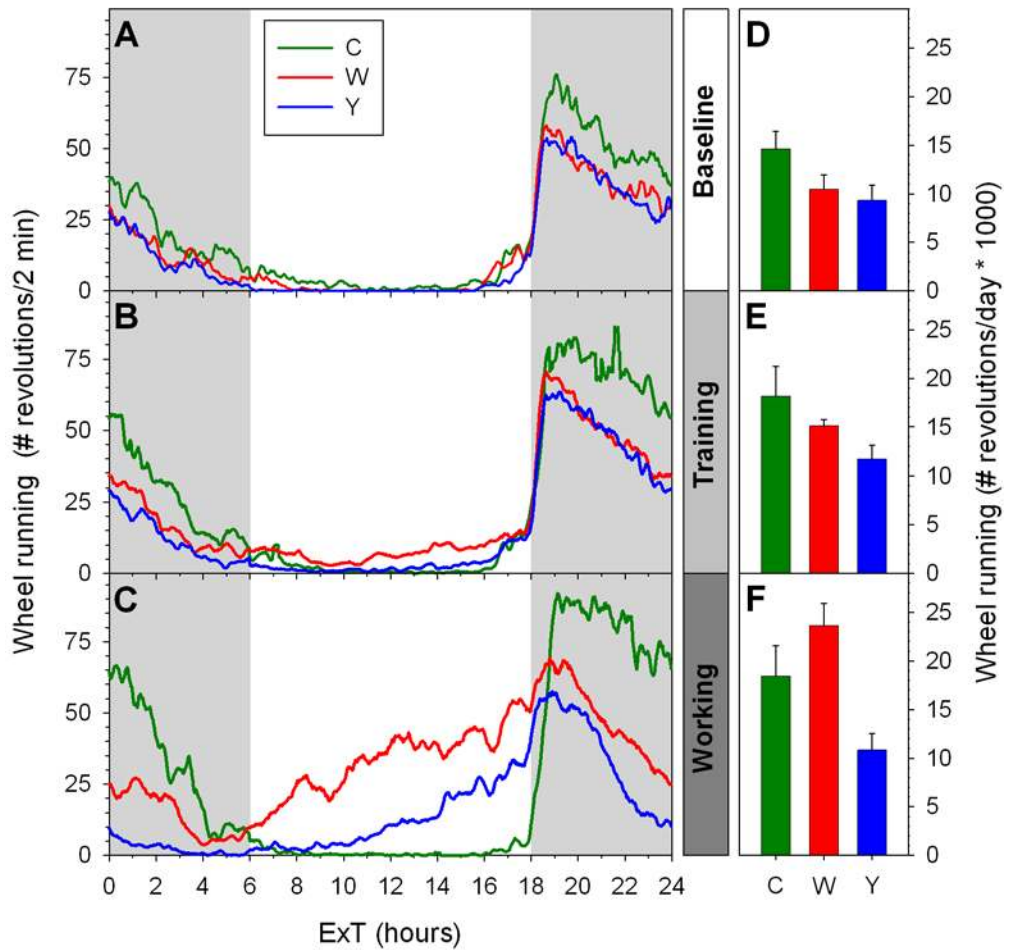 A
C
W
Y
75
50
25
0
Baseline
D
25
20
15
10
5
0
B
75
50
25
0
Training
E
25
20
15
10
5
0
C
75
50
25
0
Working
F
25
20
15
10
5
0
0 2 4 6 8 10 12 14 16 18 20 22 24
C W Y
ExT (hours)
Wheel running (# revolutions/2 min)
Wheel running (# revolutions/day * 1000)